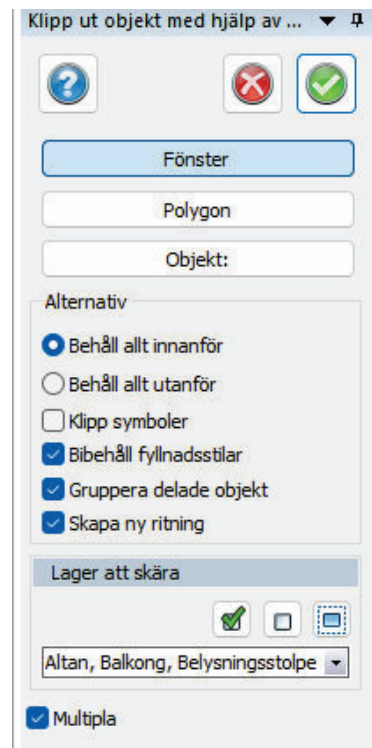 Klipp ut objekt med hjälp av ...
Fönster
Polygon
Objekt:
Alternativ
Behåll allt innanför
Behåll allt utanför
Klipp symboler
Bibehåll fyllnadsstilar
Gruppera delade objekt
Skapa ny ritning
Lager att skära
Altan, Balkong, Belysningsstolpe
Multipla